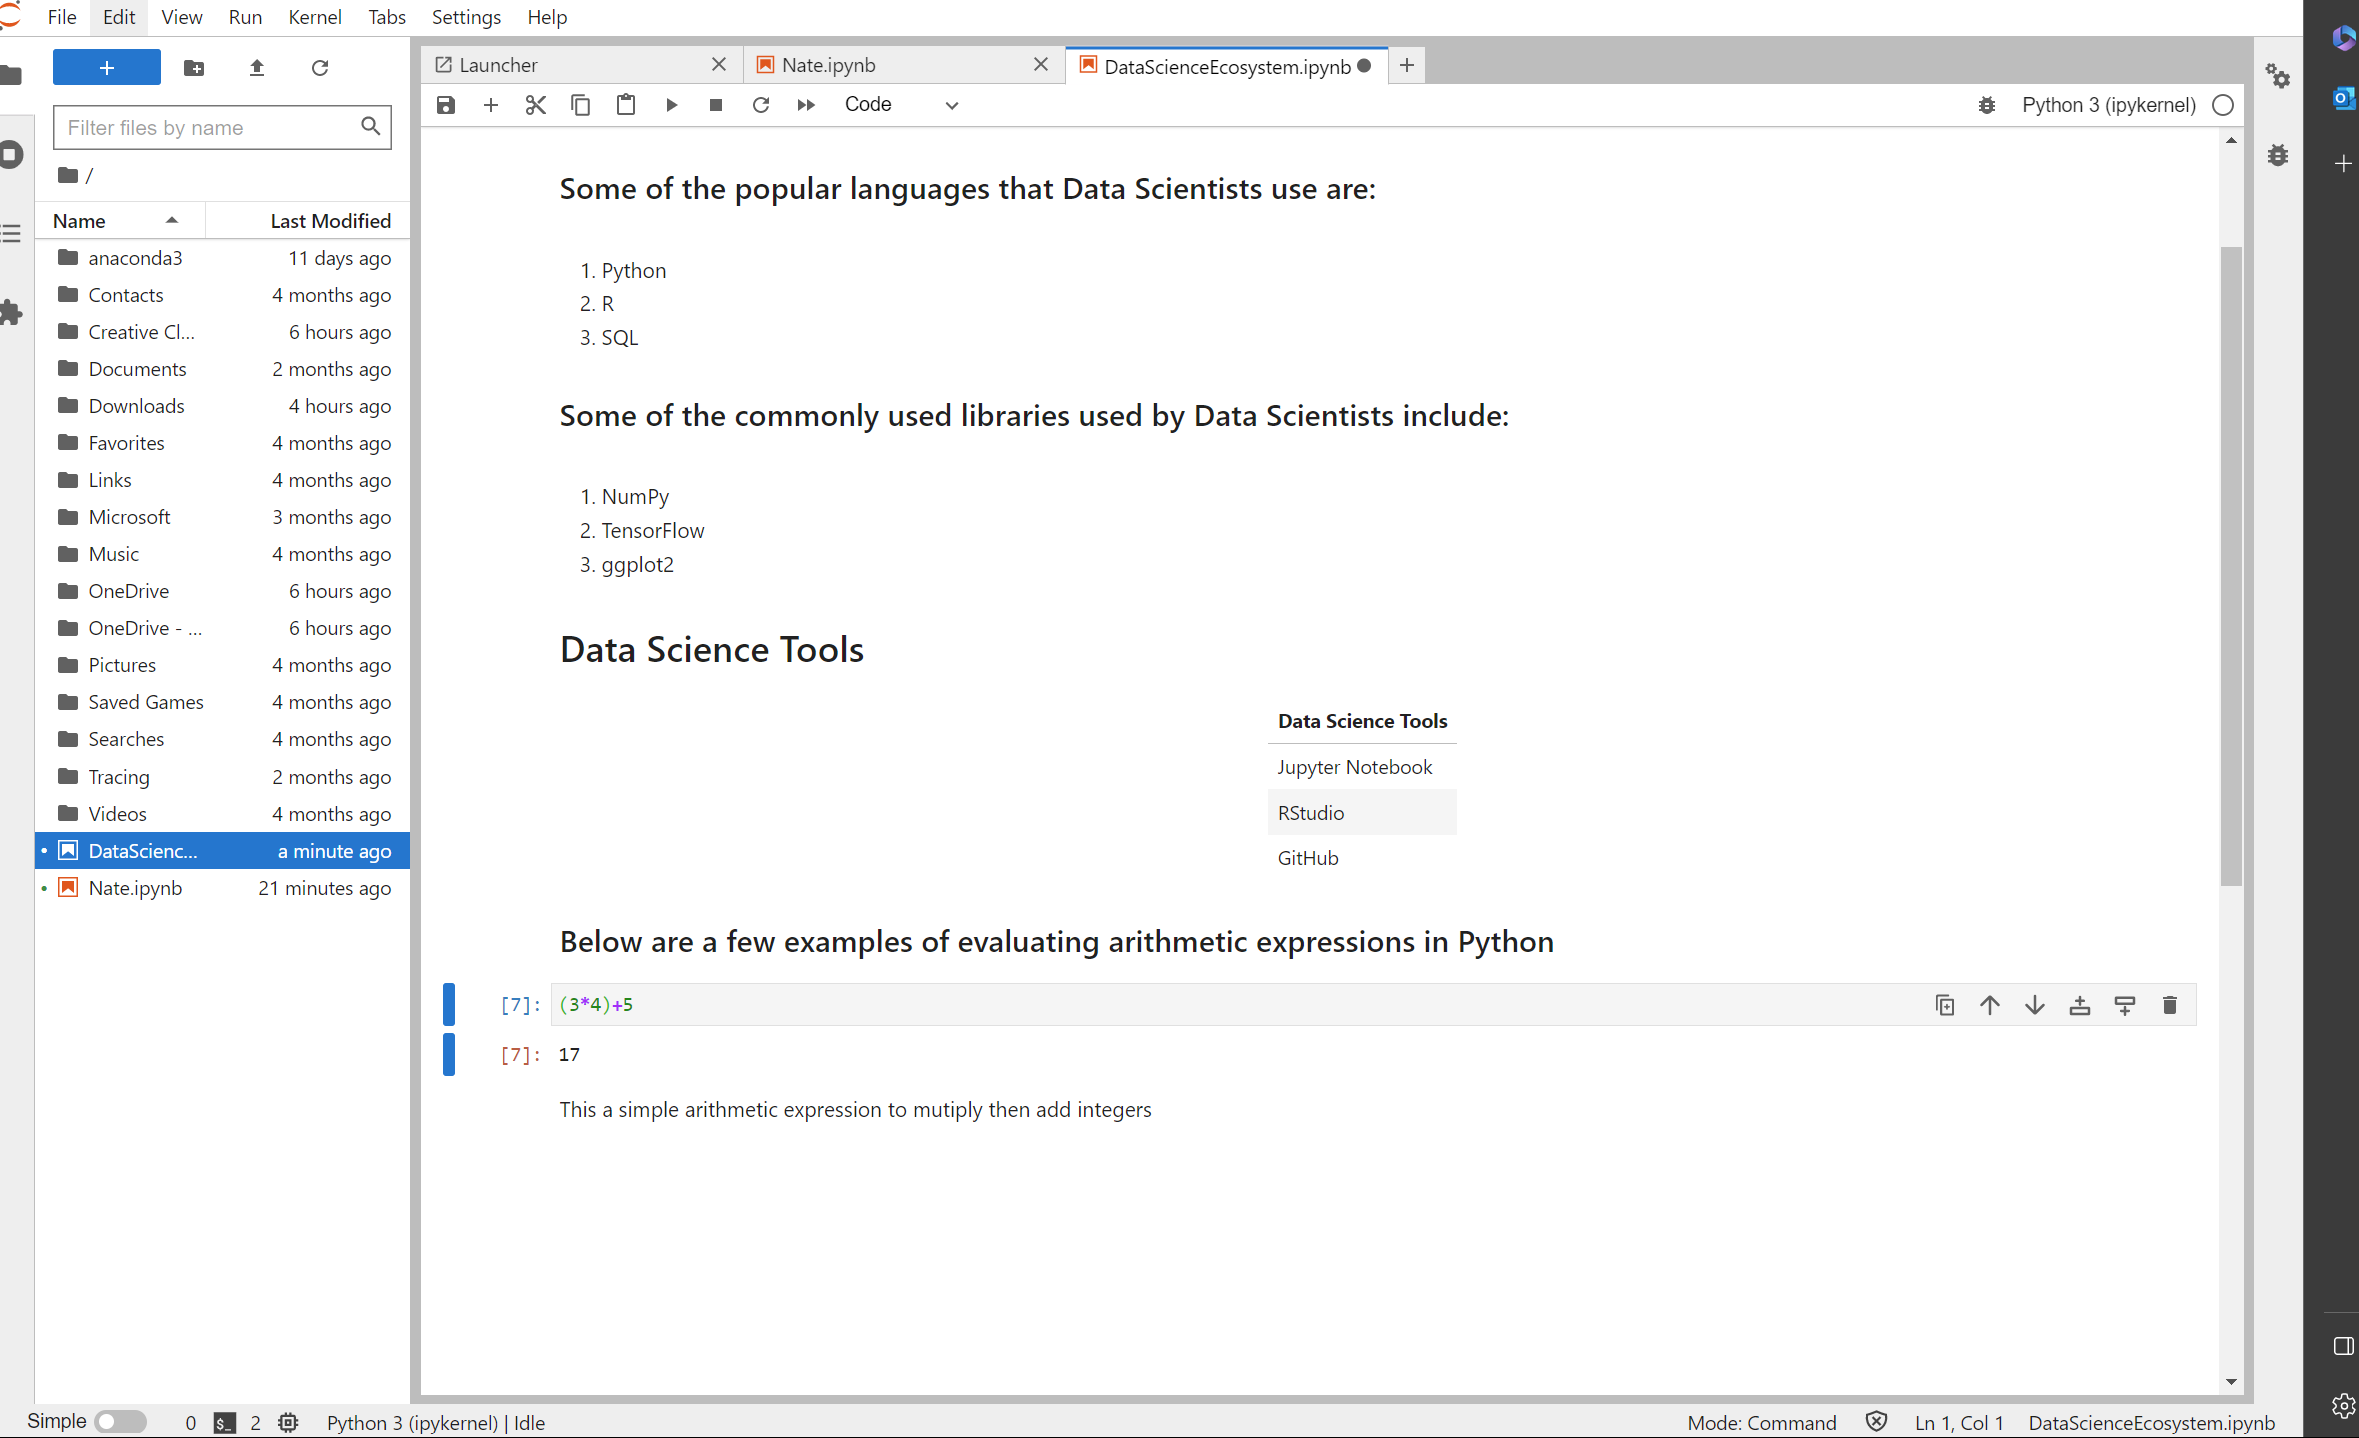 File Edit View Run Kernel Tabs Settings Help
+
Filter files by name
/
Name Last Modified
anaconda3 11 days ago
Contacts 4 months ago
Creative Cl... 6 hours ago
Documents 2 months ago
Downloads 4 hours ago
Favorites 4 months ago
Links 4 months ago
Microsoft 3 months ago
Music 4 months ago
OneDrive 6 hours ago
OneDrive - ... 6 hours ago
Pictures 4 months ago
Saved Games 4 months ago
Searches 4 months ago
Tracing 2 months ago
Videos 4 months ago
DataScienc... a minute ago
Nate.ipynb 21 minutes ago
Launcher Nate.ipynb DataScienceEcosystem.ipynb
Code Python 3 (ipykernel)
Some of the popular languages that Data Scientists use are:
1. Python
2. R
3. SQL
Some of the commonly used libraries used by Data Scientists include:
1. NumPy
2. TensorFlow
3. ggplot2
Data Science Tools
Data Science Tools
Jupyter Notebook
RStudio
GitHub
Below are a few examples of evaluating arithmetic expressions in Python
[7]: (3*4)+5
[7]: 17
This a simple arithmetic expression to mutiply then add integers
Simple 0 $_ 2 Python 3 (ipykernel) | Idle Mode: Command Ln 1, Col 1 DataScienceEcosystem.ipynb